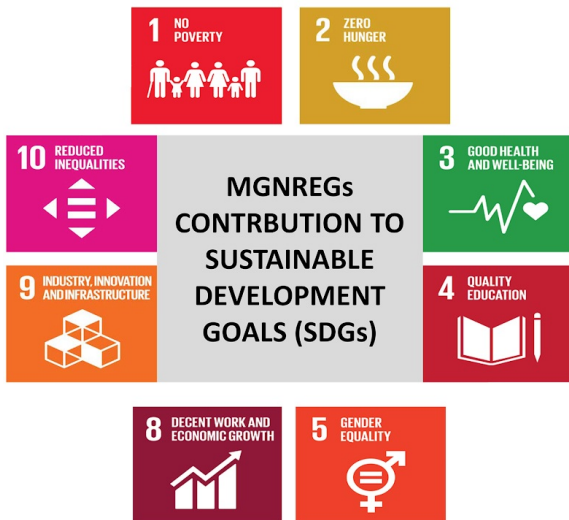 1 NO
POVERTY
2 ZERO
HUNGER
10 REDUCED
INEQUALITIES
3 GOOD HEALTH
AND WELL-BEING
MGNREGs
CONTRBUTION TO
SUSTAINABLE
DEVELOPMENT
GOALS (SDGs)
9 INDUSTRY, INNOVATION
AND INFRASTRUCTURE
4 QUALITY
EDUCATION
8 DECENT WORK AND
ECONOMIC GROWTH
5 GENDER
EQUALITY